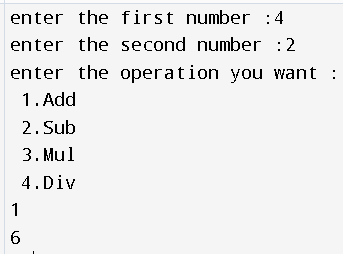 enter the first number :4
enter the second number :2
enter the operation you want :
1.Add
2.Sub
3.Mul
4.Div
1
6